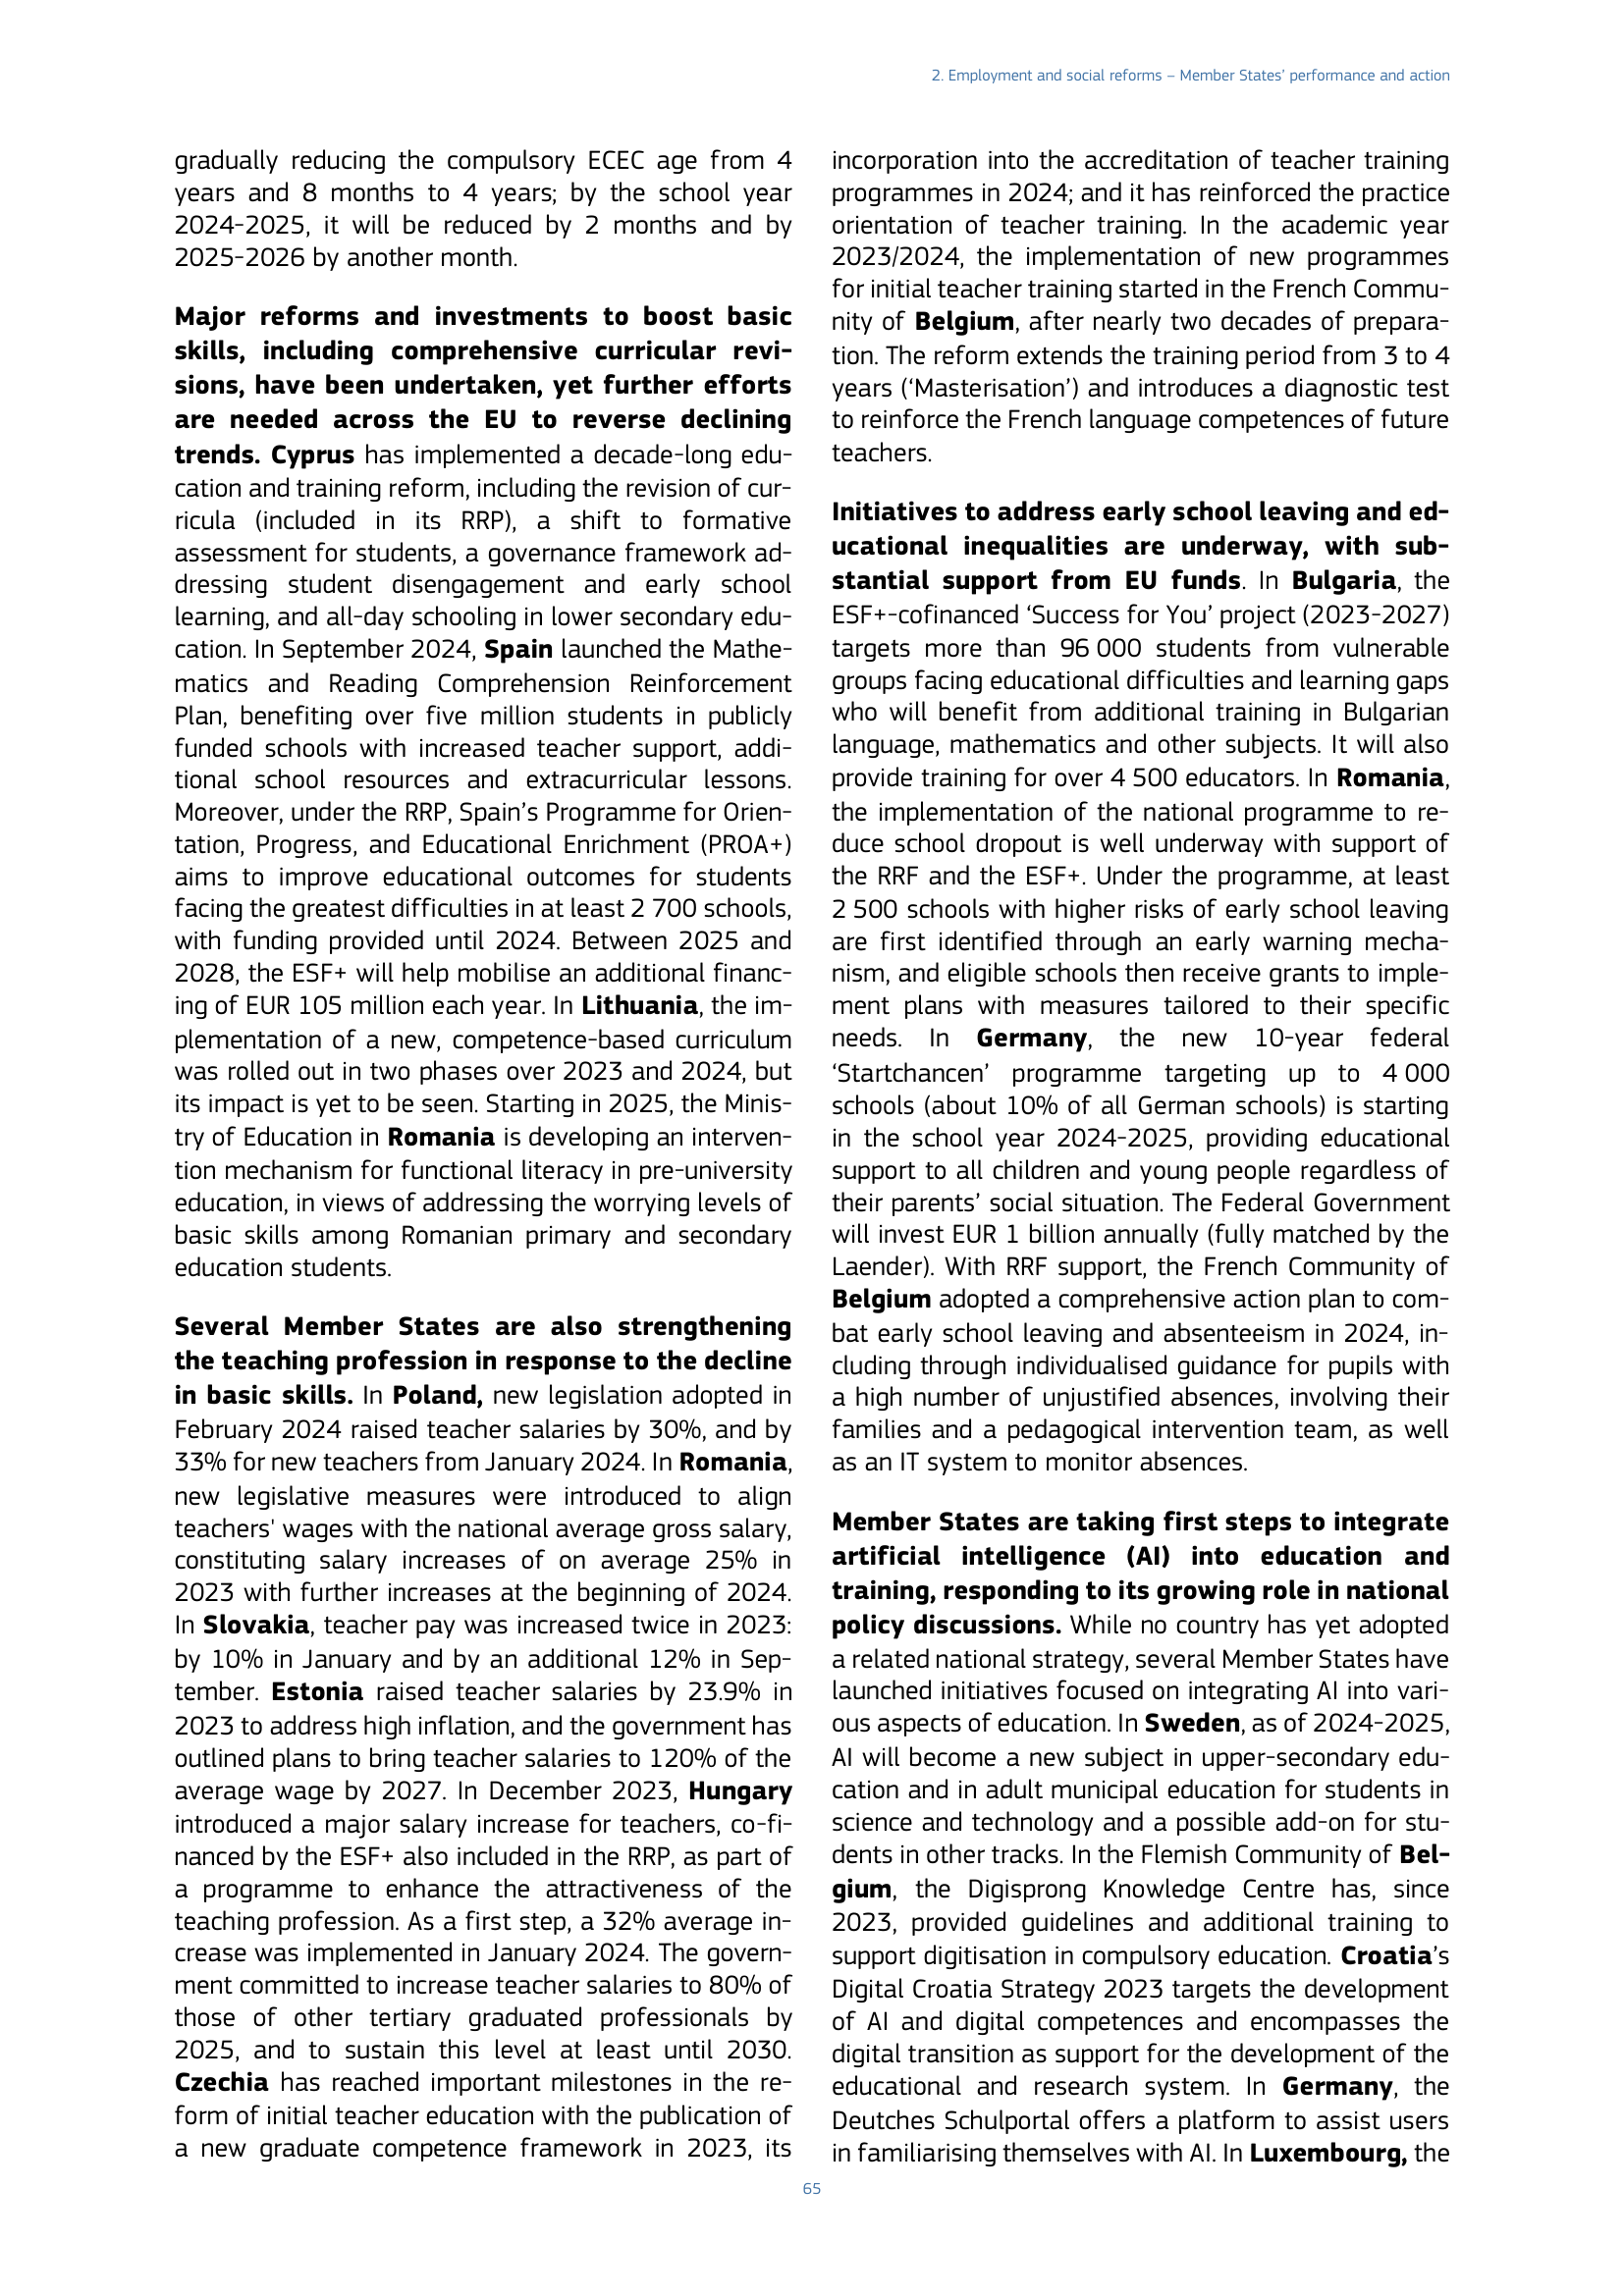 2. Employment and social reforms – Member States’ performance and action
gradually reducing the compulsory ECEC age from 4
years and 8 months to 4 years; by the school year
2024-2025, it will be reduced by 2 months and by
2025-2026 by another month.
Major reforms and investments to boost basic
skills, including comprehensive curricular revi-
sions, have been undertaken, yet further efforts
are needed across the EU to reverse declining
trends. Cyprus has implemented a decade-long edu-
cation and training reform, including the revision of cur-
ricula (included in its RRP), a shift to formative
assessment for students, a governance framework ad-
dressing student disengagement and early school
learning, and all-day schooling in lower secondary edu-
cation. In September 2024, Spain launched the Mathe-
matics and Reading Comprehension Reinforcement
Plan, benefiting over five million students in publicly
funded schools with increased teacher support, addi-
tional school resources and extracurricular lessons.
Moreover, under the RRP, Spain’s Programme for Orien-
tation, Progress, and Educational Enrichment (PROA+)
aims to improve educational outcomes for students
facing the greatest difficulties in at least 2 700 schools,
with funding provided until 2024. Between 2025 and
2028, the ESF+ will help mobilise an additional financ-
ing of EUR 105 million each year. In Lithuania, the im-
plementation of a new, competence-based curriculum
was rolled out in two phases over 2023 and 2024, but
its impact is yet to be seen. Starting in 2025, the Minis-
try of Education in Romania is developing an interven-
tion mechanism for functional literacy in pre-university
education, in views of addressing the worrying levels of
basic skills among Romanian primary and secondary
education students.
Several Member States are also strengthening
the teaching profession in response to the decline
in basic skills. In Poland, new legislation adopted in
February 2024 raised teacher salaries by 30%, and by
33% for new teachers from January 2024. In Romania,
new legislative measures were introduced to align
teachers' wages with the national average gross salary,
constituting salary increases of on average 25% in
2023 with further increases at the beginning of 2024.
In Slovakia, teacher pay was increased twice in 2023:
by 10% in January and by an additional 12% in Sep-
tember. Estonia raised teacher salaries by 23.9% in
2023 to address high inflation, and the government has
outlined plans to bring teacher salaries to 120% of the
average wage by 2027. In December 2023, Hungary
introduced a major salary increase for teachers, co-fi-
nanced by the ESF+ also included in the RRP, as part of
a programme to enhance the attractiveness of the
teaching profession. As a first step, a 32% average in-
crease was implemented in January 2024. The govern-
ment committed to increase teacher salaries to 80% of
those of other tertiary graduated professionals by
2025, and to sustain this level at least until 2030.
Czechia has reached important milestones in the re-
form of initial teacher education with the publication of
a new graduate competence framework in 2023, its
incorporation into the accreditation of teacher training
programmes in 2024; and it has reinforced the practice
orientation of teacher training. In the academic year
2023/2024, the implementation of new programmes
for initial teacher training started in the French Commu-
nity of Belgium, after nearly two decades of prepara-
tion. The reform extends the training period from 3 to 4
years (‘Masterisation’) and introduces a diagnostic test
to reinforce the French language competences of future
teachers.
Initiatives to address early school leaving and ed-
ucational inequalities are underway, with sub-
stantial support from EU funds. In Bulgaria, the
ESF+-cofinanced ‘Success for You’ project (2023-2027)
targets more than 96 000 students from vulnerable
groups facing educational difficulties and learning gaps
who will benefit from additional training in Bulgarian
language, mathematics and other subjects. It will also
provide training for over 4 500 educators. In Romania,
the implementation of the national programme to re-
duce school dropout is well underway with support of
the RRF and the ESF+. Under the programme, at least
2 500 schools with higher risks of early school leaving
are first identified through an early warning mecha-
nism, and eligible schools then receive grants to imple-
ment plans with measures tailored to their specific
needs. In Germany, the new 10-year federal
‘Startchancen’ programme targeting up to 4 000
schools (about 10% of all German schools) is starting
in the school year 2024-2025, providing educational
support to all children and young people regardless of
their parents’ social situation. The Federal Government
will invest EUR 1 billion annually (fully matched by the
Laender). With RRF support, the French Community of
Belgium adopted a comprehensive action plan to com-
bat early school leaving and absenteeism in 2024, in-
cluding through individualised guidance for pupils with
a high number of unjustified absences, involving their
families and a pedagogical intervention team, as well
as an IT system to monitor absences.
Member States are taking first steps to integrate
artificial intelligence (AI) into education and
training, responding to its growing role in national
policy discussions. While no country has yet adopted
a related national strategy, several Member States have
launched initiatives focused on integrating AI into vari-
ous aspects of education. In Sweden, as of 2024-2025,
AI will become a new subject in upper-secondary edu-
cation and in adult municipal education for students in
science and technology and a possible add-on for stu-
dents in other tracks. In the Flemish Community of Bel-
gium, the Digisprong Knowledge Centre has, since
2023, provided guidelines and additional training to
support digitisation in compulsory education. Croatia’s
Digital Croatia Strategy 2023 targets the development
of AI and digital competences and encompasses the
digital transition as support for the development of the
educational and research system. In Germany, the
Deutches Schulportal offers a platform to assist users
in familiarising themselves with AI. In Luxembourg, the
65